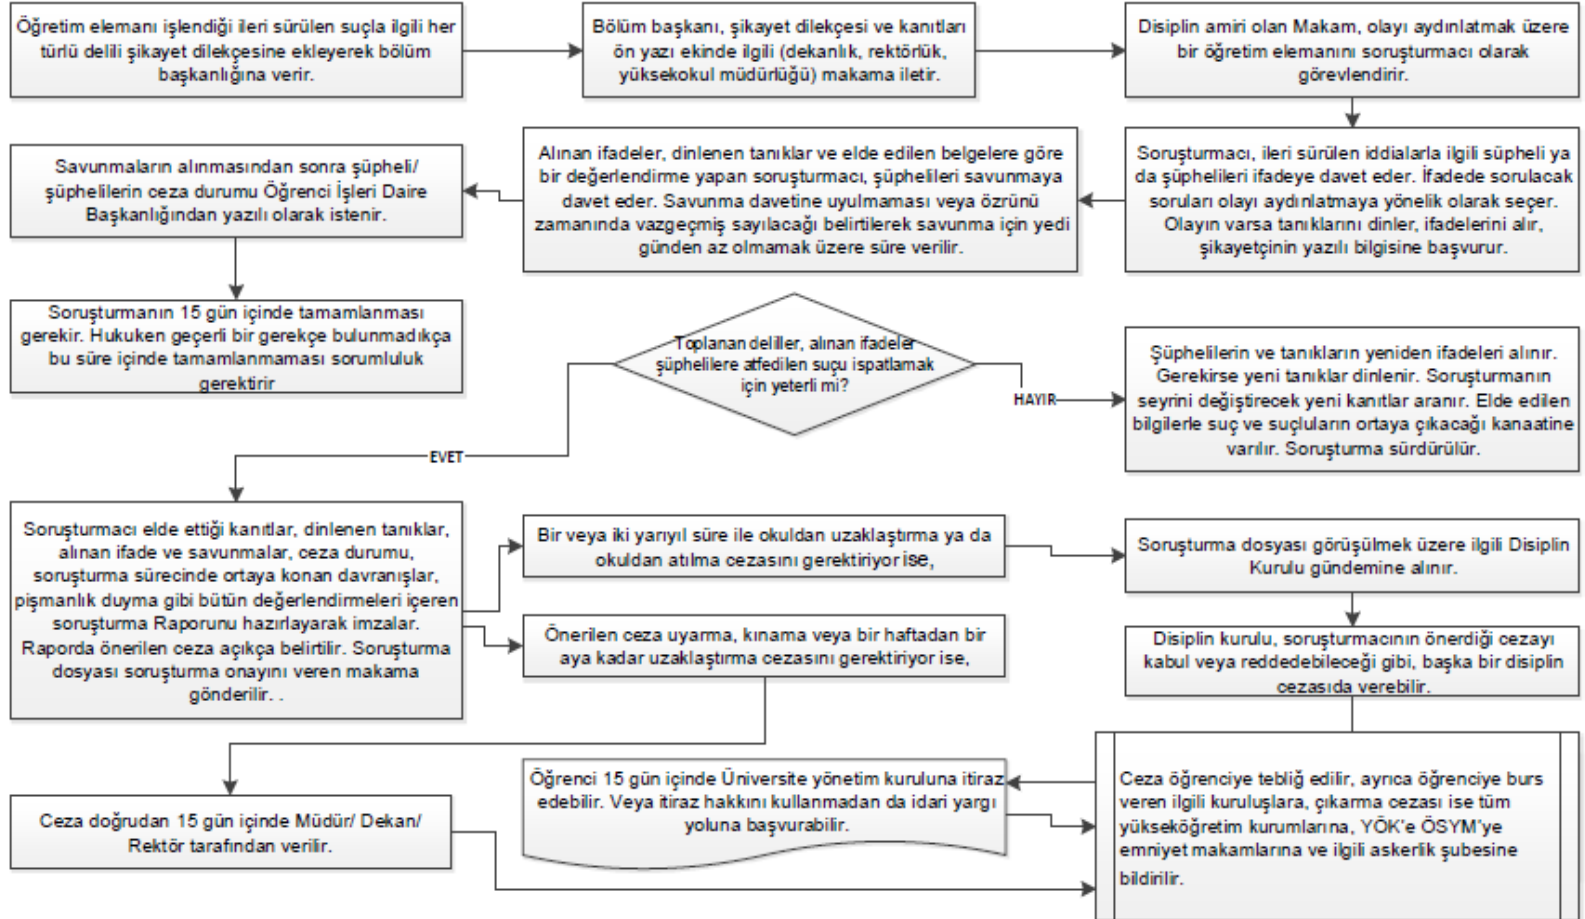 Öğretim elemanı işlendiği ileri sürülen suçla ilgili her
türlü delili şikayet dilekçesine ekleyerek bölüm
başkanlığına verir.
Bölüm başkanı, şikayet dilekçesi ve kanıtları
ön yazı ekinde ilgili (dekanlık, rektörlük,
yüksekokul müdürlüğü) makama iletir.
Disiplin amiri olan Makam, olayı aydınlatmak üzere
bir öğretim elemanını soruşturmacı olarak
görevlendirir.
Soruşturmacı, ileri sürülen iddialarla ilgili süpheli ya
da şüphelileri ifadeye davet eder. İfadede sorulacak
soruları olayı aydınlatmaya yönelik olarak seçer.
Olayın varsa tanıklarını dinler, ifadelerini alır,
şikayetçinin yazılı bilgisine başvurur.
Alınan ifadeler, dinlenen tanıklar ve elde edilen belgelere göre
bir değerlendirme yapan soruşturmacı, şüphelileri savunmaya
davet eder. Savunma davetine uyulmaması veya özrünü
zamanında vazgeçmiş sayılacağı belirtilerek savunma için yedi
günden az olmamak üzere süre verilir.
Savunmaların alınmasından sonra şüpheli/
şüphelilerin ceza durumu Öğrenci İşleri Daire
Başkanlığından yazılı olarak istenir.
Soruşturmanın 15 gün içinde tamamlanması
gerekir. Hukuken geçerli bir gerekçe bulunmadıkça
bu süre içinde tamamlanmaması sorumluluk
gerektirir
Toplanan deliller, alınan ifadeler
şüphelilere atfedilen suçu ispatlamak
için yeterli mi?
HAYIR
Şüphelilerin ve tanıkların yeniden ifadeleri alınır.
Gerekirse yeni tanıklar dinlenir. Soruşturmanın
seyrini değiştirecek yeni kanıtlar aranır. Elde edilen
bilgilerle suç ve suçluların ortaya çıkacağı kanaatine
varılır. Soruşturma sürdürülür.
EVET
Soruşturmacı elde ettiği kanıtlar, dinlenen tanıklar,
alınan ifade ve savunmalar, ceza durumu,
soruşturma sürecinde ortaya konan davranışlar,
pişmanlık duyma gibi bütün değerlendirmeleri içeren
soruşturma Raporunu hazırlayarak imzalar.
Raporda önerilen ceza açıkça belirtilir. Soruşturma
dosyası soruşturma onayını veren makama
gönderilir. .
Bir veya iki yarıyıl süre ile okuldan uzaklaştırma ya da
okuldan atılma cezasını gerektiriyor ise,
Soruşturma dosyası görüşülmek üzere ilgili Disiplin
Kurulu gündemine alınır.
Önerilen ceza uyarma, kınama veya bir haftadan bir
aya kadar uzaklaştırma cezasını gerektiriyor ise,
Disiplin kurulu, soruşturmacının önerdiği cezayı
kabul veya reddedebileceği gibi, başka bir disiplin
cezasıda verebilir.
Ceza doğrudan 15 gün içinde Müdür/ Dekan/
Rektör tarafından verilir.
Öğrenci 15 gün içinde Üniversite yönetim kuruluna itiraz
edebilir. Veya itiraz hakkını kullanmadan da idari yargı
yoluna başvurabilir.
Ceza öğrenciye tebliğ edilir, ayrıca öğrenciye burs
veren ilgili kuruluşlara, çıkarma cezası ise tüm
yükseköğretim kurumlarına, YÖK'e ÖSYM'ye
emniyet makamlarına ve ilgili askerlik şubesine
bildirilir.